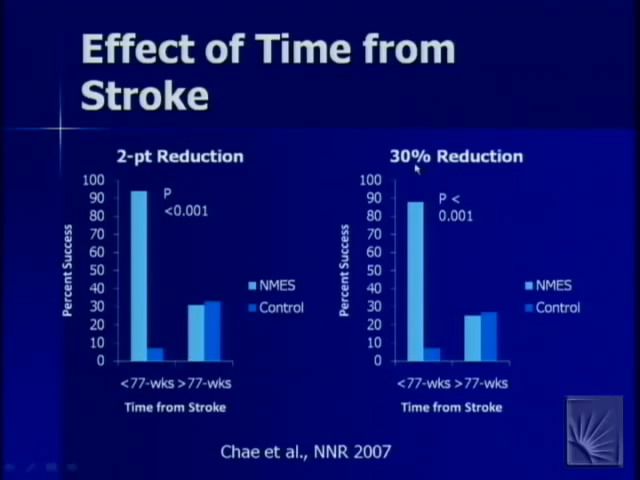 Effect of Time from
Stroke
2-pt Reduction
100
90
80
70
60
50
40
30
20
10
0
Percent Success
P
<0.001
NMES
Control
<77-wks >77-wks
Time from Stroke
30% Reduction
100
90
80
70
60
50
40
30
20
10
0
Percent Success
P <
0.001
NMES
Control
<77-wks >77-wks
Time from Stroke
Chae et al., NNR 2007